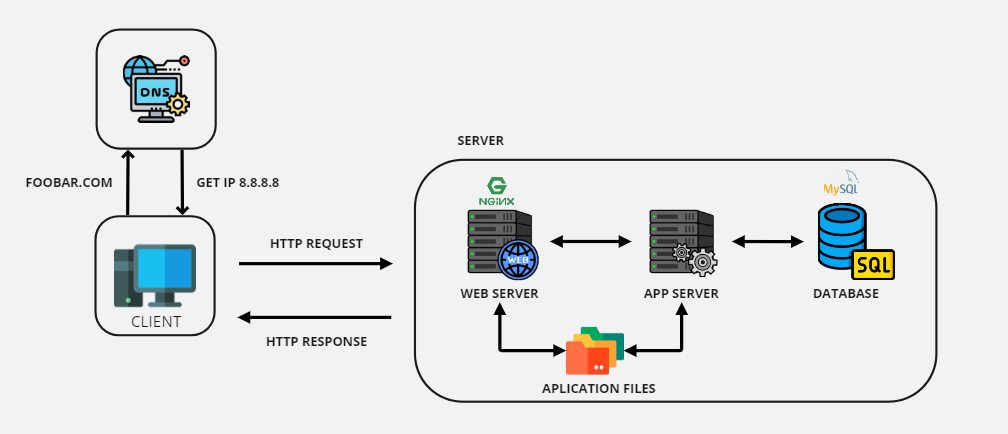 DNS
FOOBAR.COM
GET IP 8.8.8.8
CLIENT
HTTP REQUEST
HTTP RESPONSE
SERVER
NGiNX
WEB
WEB SERVER
APP SERVER
MySQL
SQL
DATABASE
APLICATION FILES